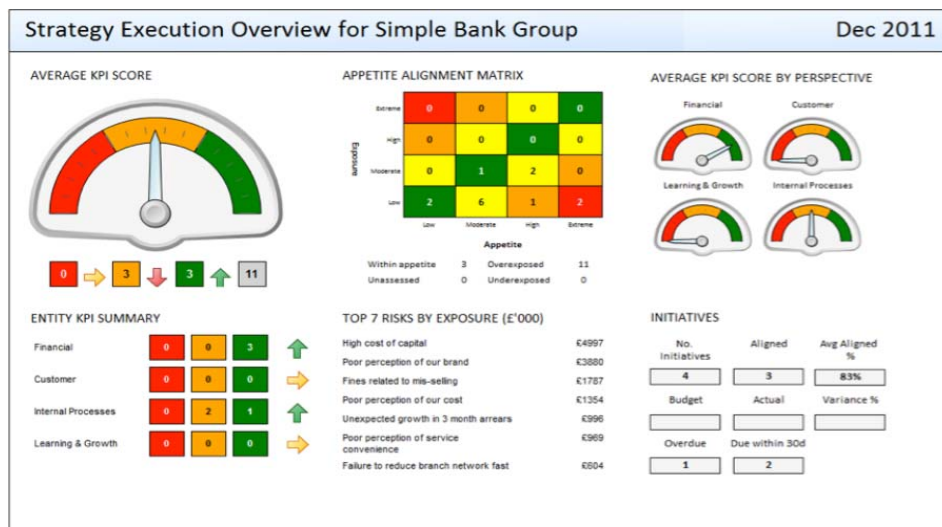 Strategy Execution Overview for Simple Bank Group
Dec 2011
AVERAGE KPI SCORE
0 3 3 11
APPETITE ALIGNMENT MATRIX
Exposure
Extreme 0 0 0 0
High 0 0 0 0
Moderate 0 1 2 0
Low 2 6 1 2
Low Moderate High Extreme
Appetite
Within appetite 3 Overexposed 11
Unassessed 0 Underexposed 0
AVERAGE KPI SCORE BY PERSPECTIVE
Financial Customer
Learning & Growth Internal Processes
ENTITY KPI SUMMARY
Financial 0 0 3
Customer 0 0 0
Internal Processes 0 2 1
Learning & Growth 0 0 0
TOP 7 RISKS BY EXPOSURE (£'000)
High cost of capital £4997
Poor perception of our brand £3880
Fines related to mis-selling £1787
Poor perception of our cost £1354
Unexpected growth in 3 month arrears £996
Poor perception of service
convenience £969
Failure to reduce branch network fast £604
INITIATIVES
No.
Initiatives Aligned Avg Aligned
%
4 3 83%
Budget Actual Variance %
Overdue Due within 30d
1 2